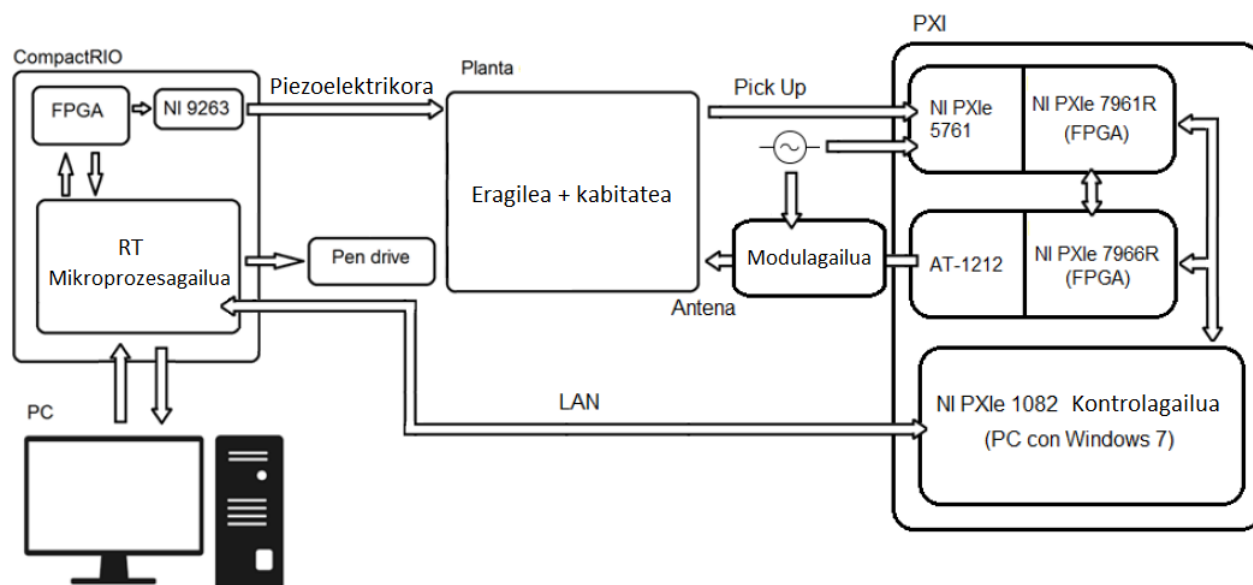 CompactRIO
FPGA
NI 9263
RT
Mikroprozesagailua
Pen drive
PC
Piezoelektrikora
Planta
Eragilea + kabitatea
Pick Up
Modulagailua
Antena
LAN
PXI
NI PXIe
5761
NI PXIe 7961R
(FPGA)
AT-1212
NI PXIe 7966R
(FPGA)
NI PXIe 1082 Kontrolagailua
(PC con Windows 7)